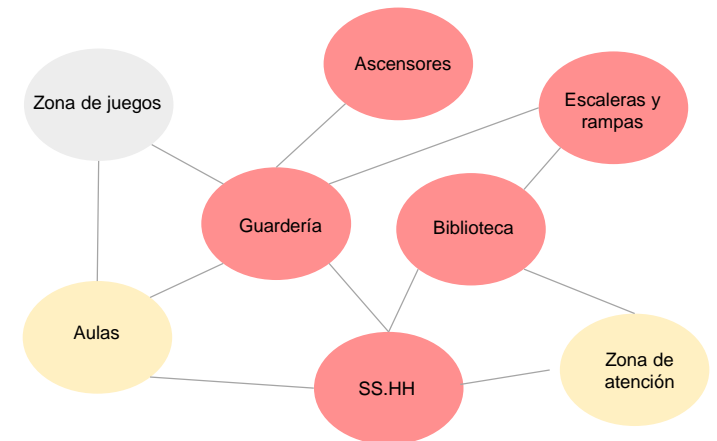 Ascensores
Zona de juegos
Escaleras y
rampas
Guardería
Biblioteca
Aulas
SS.HH
Zona de
atención